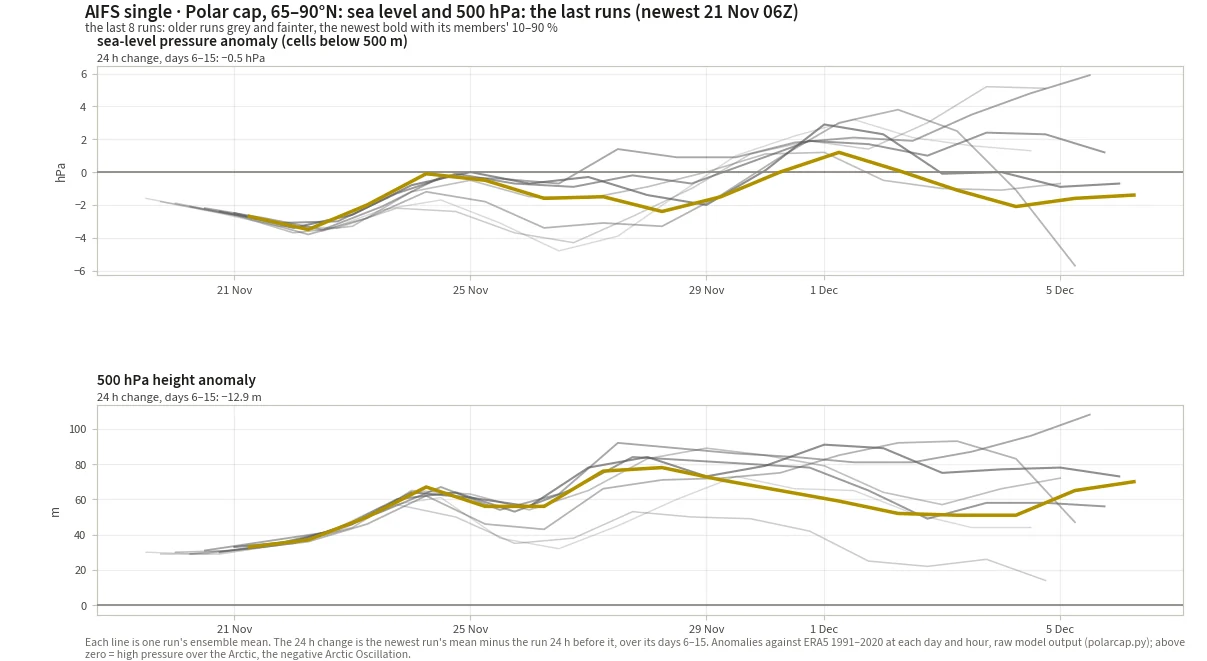 AIFS single · Polar cap, 65–90°N: sea level and 500 hPa: the last runs (newest 21 Nov 06Z)
the last 8 runs: older runs grey and fainter, the newest bold with its members' 10–90 %
sea-level pressure anomaly (cells below 500 m)
24 h change, days 6–15: −0.5 hPa
6
4
2
0
−2
−4
−6
hPa
21 Nov
25 Nov
29 Nov
1 Dec
5 Dec
500 hPa height anomaly
24 h change, days 6–15: −12.9 m
100
80
60
40
20
0
m
21 Nov
25 Nov
29 Nov
1 Dec
5 Dec
Each line is one run's ensemble mean. The 24 h change is the newest run's mean minus the run 24 h before it, over its days 6–15. Anomalies against ERA5 1991–2020 at each day and hour, raw model output (polarcap.py); above
zero = high pressure over the Arctic, the negative Arctic Oscillation.